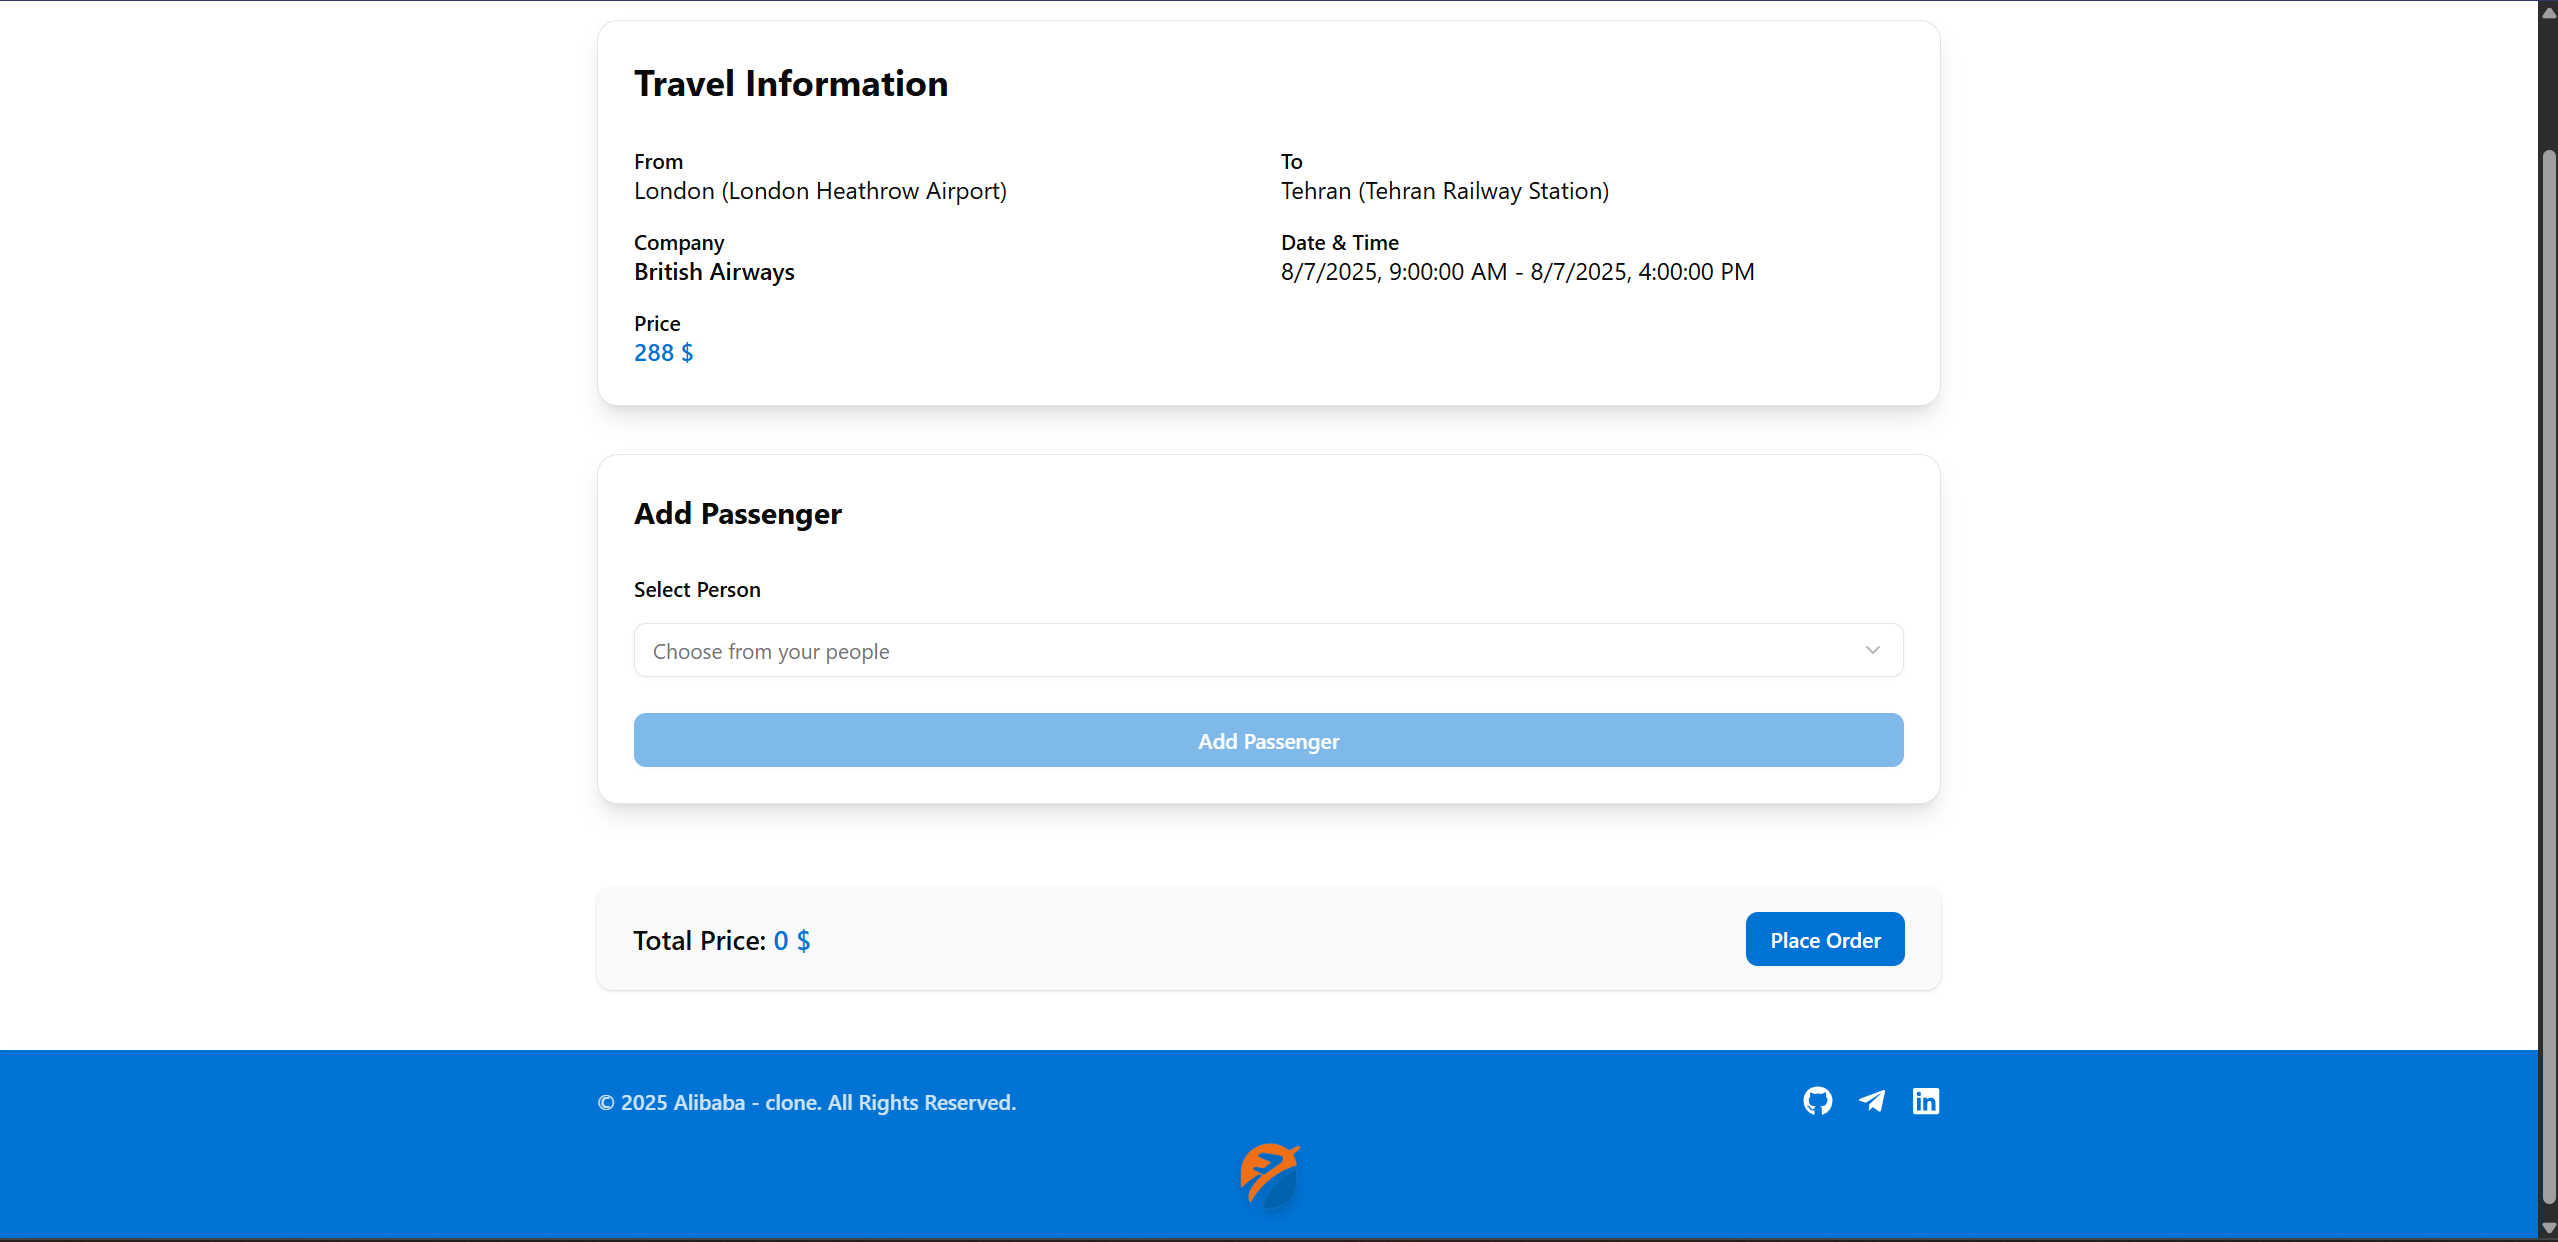 Travel Information
From
London (London Heathrow Airport)
To
Tehran (Tehran Railway Station)
Company
British Airways
Date & Time
8/7/2025, 9:00:00 AM - 8/7/2025, 4:00:00 PM
Price
288 $
Add Passenger
Select Person
Choose from your people
Add Passenger
Total Price: 0 $
Place Order
© 2025 Alibaba - clone. All Rights Reserved.
in